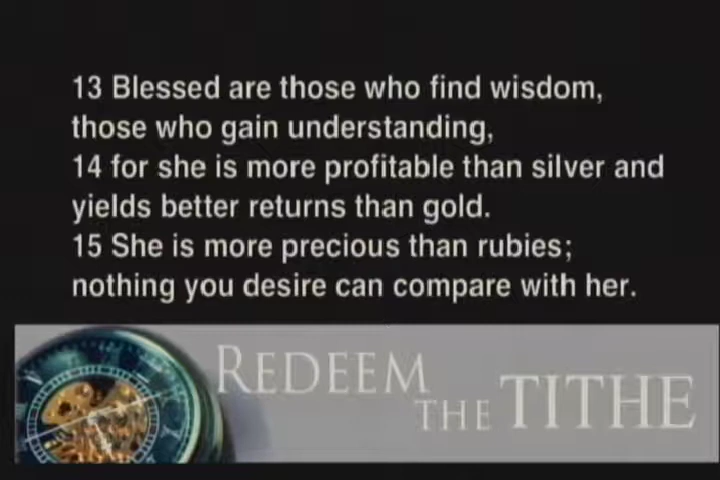 13 Blessed are those who find wisdom,
those who gain understanding,
14 for she is more profitable than silver and
yields better returns than gold.
15 She is more precious than rubies;
nothing you desire can compare with her.
REDEEM
THE TITHE